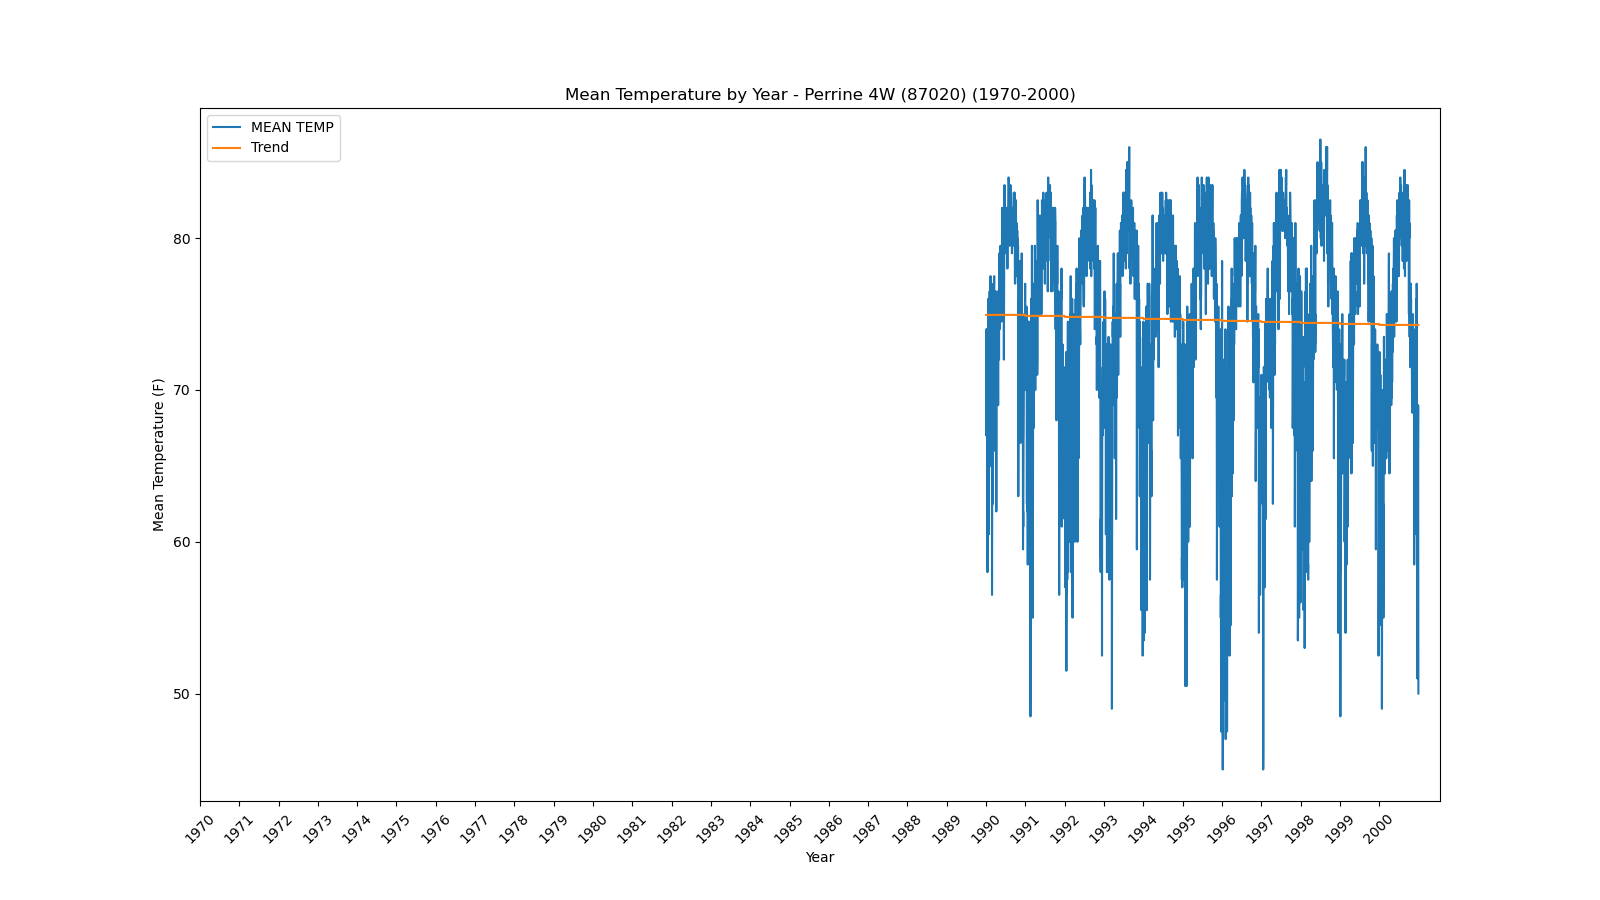 Mean Temperature by Year - Perrine 4W (87020) (1970-2000)
MEAN TEMP
Trend
80
70
60
50
Mean Temperature (F)
1970 1971 1972 1973 1974 1975 1976 1977 1978 1979 1980 1981 1982 1983 1984 1985 1986 1987 1988 1989 1990 1991 1992 1993 1994 1995 1996 1997 1998 1999 2000
Year